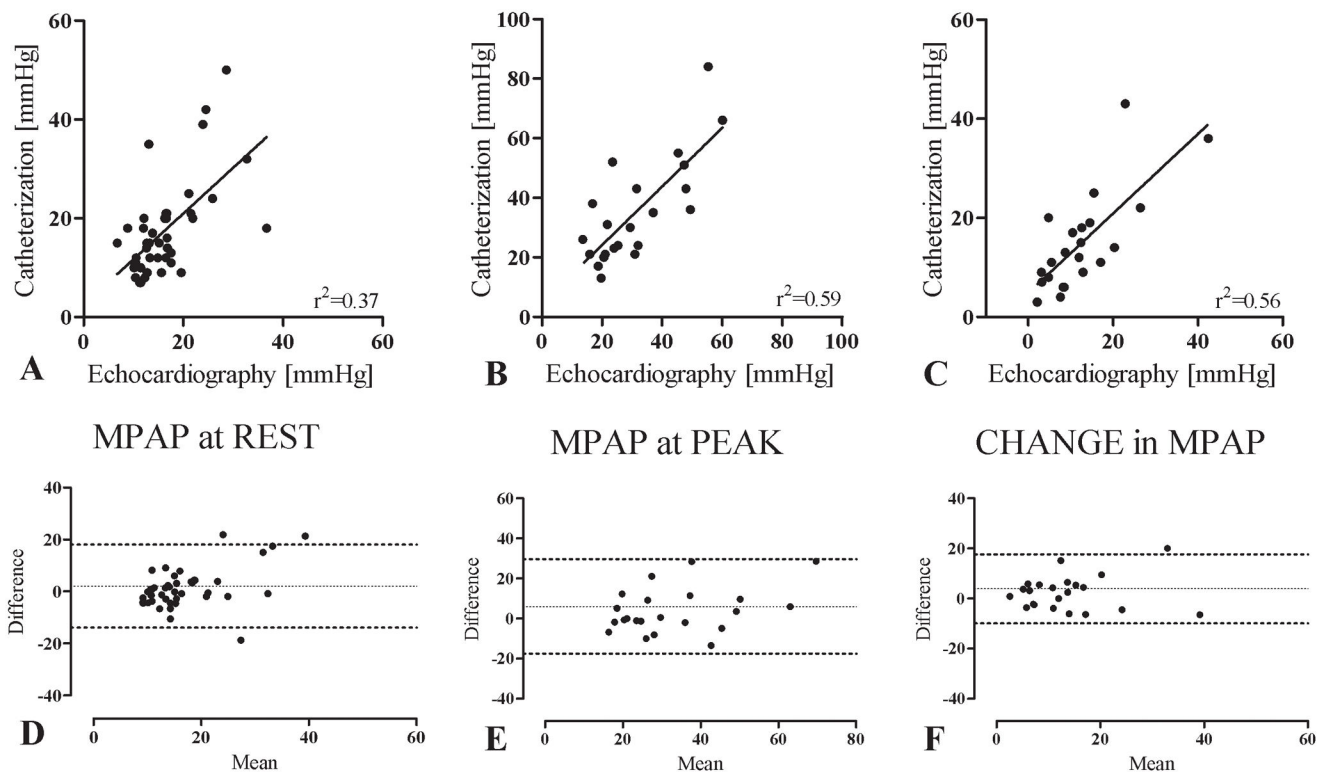 60
40
20
0
Catheterization [mmHg]
r²=0.37
0 20 40 60
A
Echocardiography [mmHg]
100
80
60
40
20
0
Catheterization [mmHg]
r²=0.59
0 20 40 60 80 100
B
Echocardiography [mmHg]
60
40
20
0
Catheterization [mmHg]
r²=0.56
0 20 40 60
C
Echocardiography [mmHg]
MPAP at REST
MPAP at PEAK
CHANGE in MPAP
40
20
0
-20
-40
Difference
D
0 20 40 60
Mean
60
40
20
0
-20
-40
Difference
E
0 20 40 60 80
Mean
40
20
0
-20
-40
Difference
F
0 20 40 60
Mean